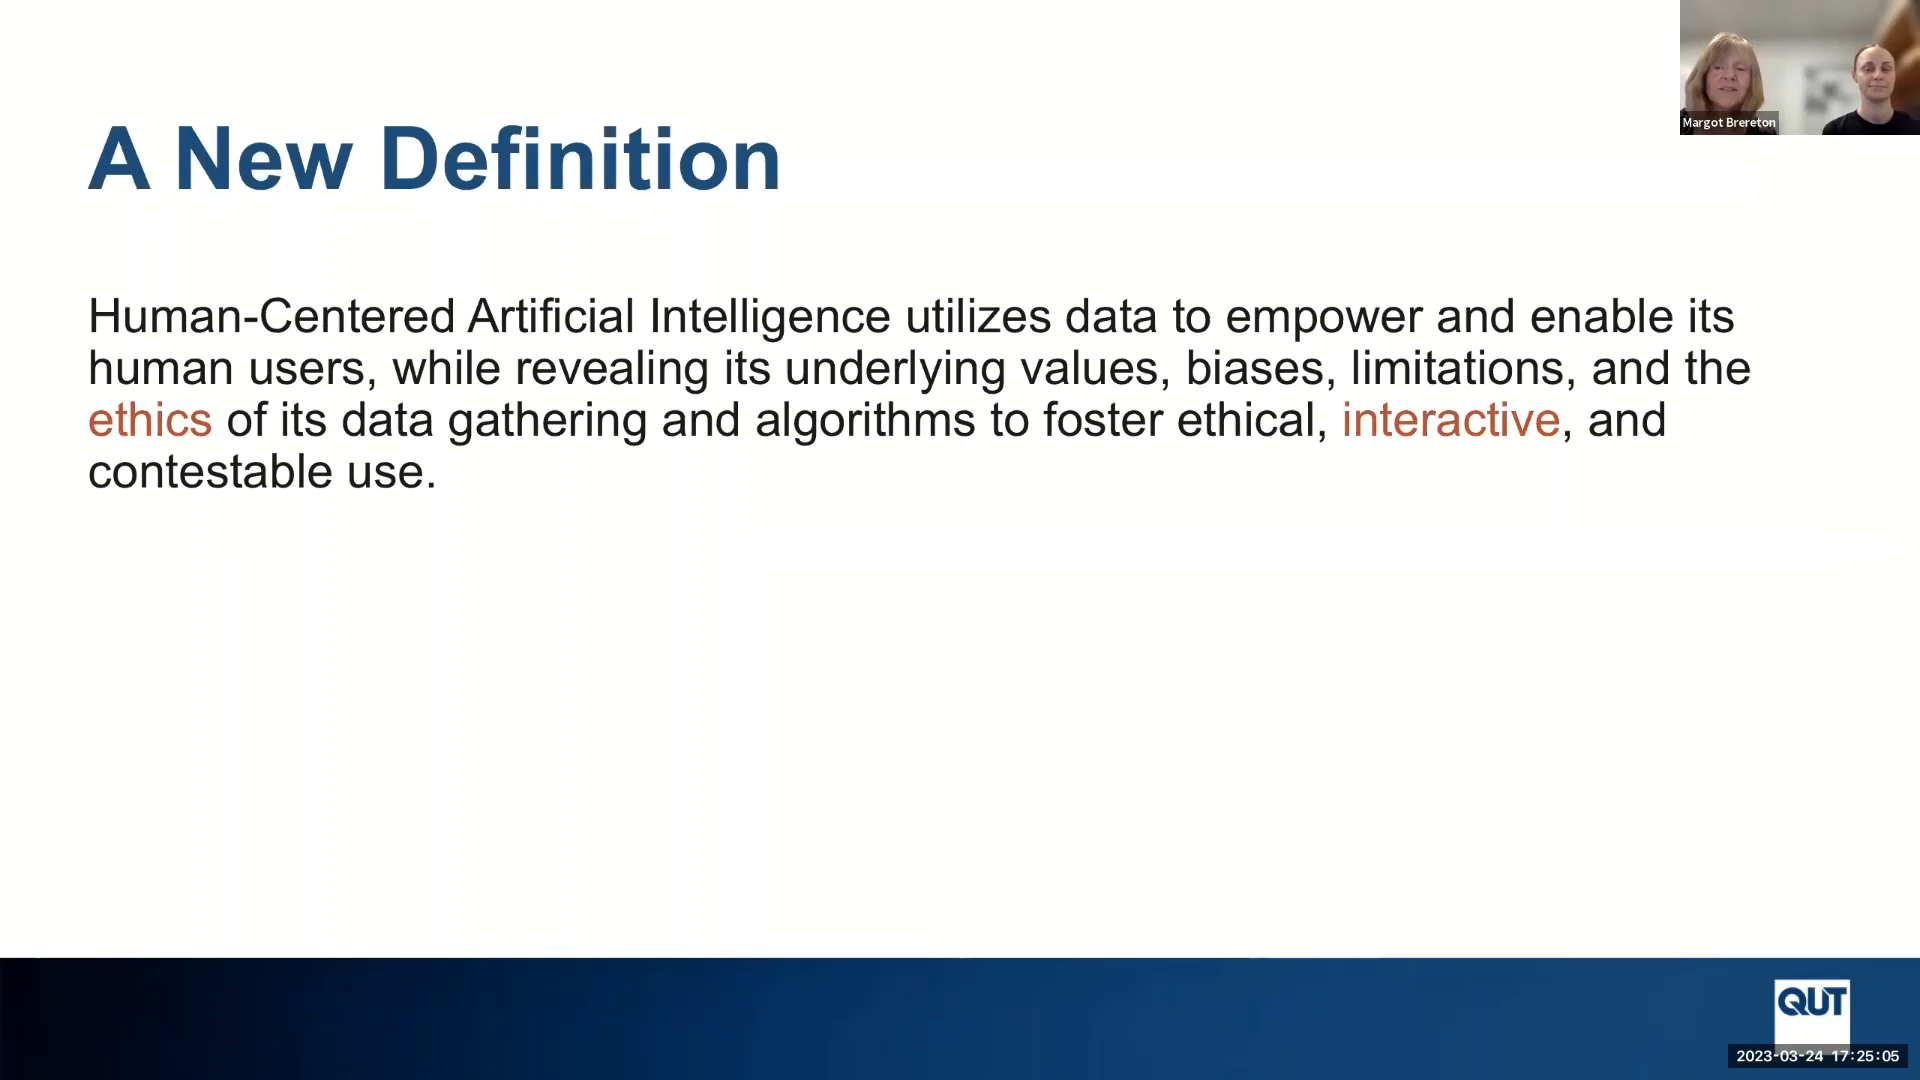 Margot Brereton
A New Definition
Human-Centered Artificial Intelligence utilizes data to empower and enable its
human users, while revealing its underlying values, biases, limitations, and the
ethics of its data gathering and algorithms to foster ethical, interactive, and
contestable use.
QUT
2023-03-24 17:25:05